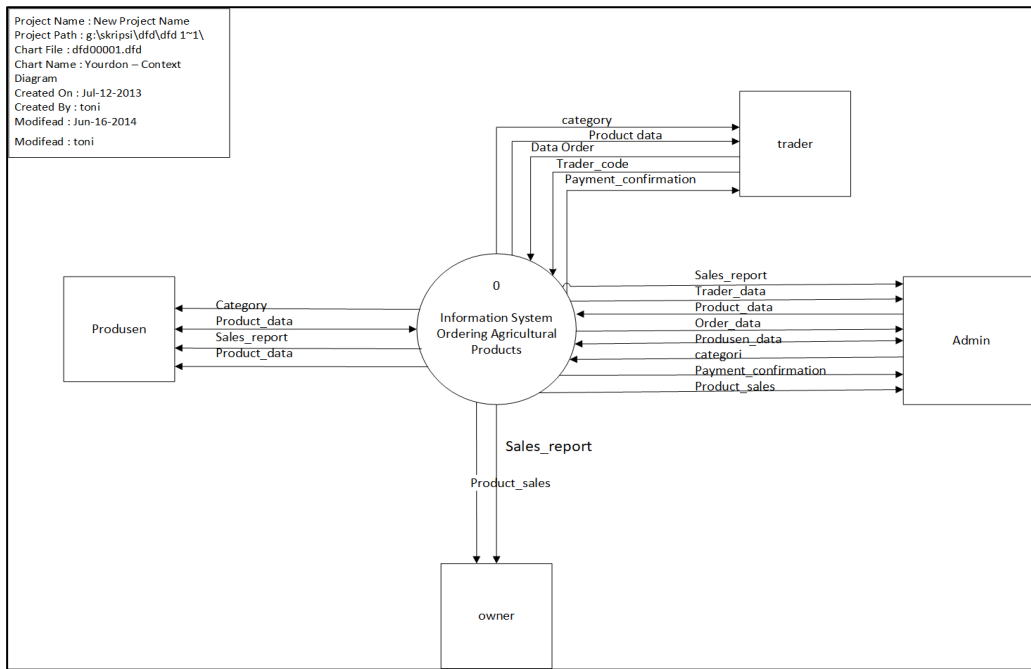 Project Name : New Project Name
Project Path : g:\skripsi\dfd\dfd 1~1\
Chart File : dfd00001.dfd
Chart Name : Yourdon – Context
Diagram
Created On : Jul-12-2013
Created By : toni
Modifead : Jun-16-2014
Modifead : toni
category
Product data
Data Order
Trader_code
Payment_confirmation
trader
0
Information System
Ordering Agricultural
Products
Category
Product_data
Sales_report
Product_data
Produsen
Sales_report
Trader_data
Product_data
Order_data
Produsen_data
categori
Payment_confirmation
Product_sales
Admin
Sales_report
Product_sales
owner